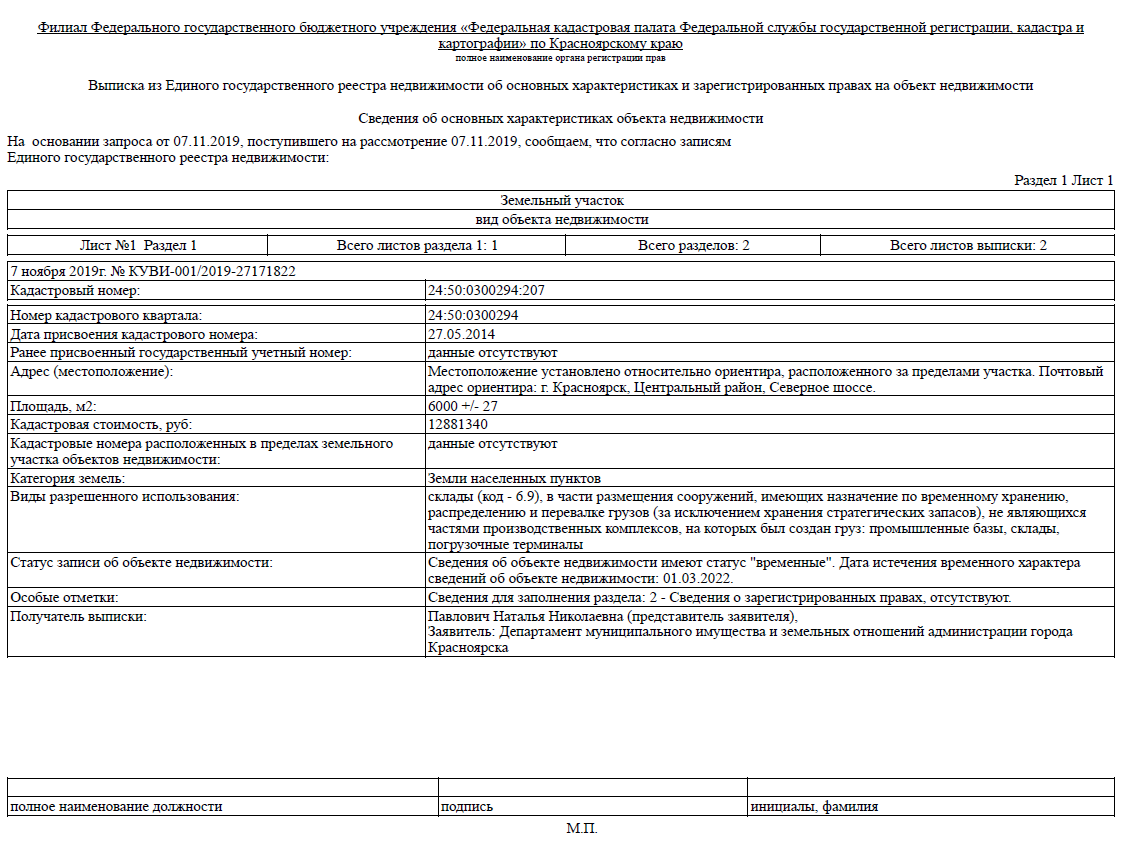 Филиал Федерального государственного бюджетного учреждения «Федеральная кадастровая палата Федеральной службы государственной регистрации, кадастра и
картографии» по Красноярскому краю
полное наименование органа регистрации прав
Выписка из Единого государственного реестра недвижимости об основных характеристиках и зарегистрированных правах на объект недвижимости
Сведения об основных характеристиках объекта недвижимости
На основании запроса от 07.11.2019, поступившего на рассмотрение 07.11.2019, сообщаем, что согласно записям
Единого государственного реестра недвижимости:
Раздел 1 Лист 1
Земельный участок
вид объекта недвижимости
Лист №1 Раздел 1 Всего листов раздела 1: 1 Всего разделов: 2 Всего листов выписки: 2
7 ноября 2019г. № КУВИ-001/2019-27171822
Кадастровый номер: 24:50:0300294:207
Номер кадастрового квартала: 24:50:0300294
Дата присвоения кадастрового номера: 27.05.2014
Ранее присвоенный государственный учетный номер: данные отсутствуют
Адрес (местоположение): Местоположение установлено относительно ориентира, расположенного за пределами участка. Почтовый
адрес ориентира: г. Красноярск, Центральный район, Северное шоссе.
Площадь, м2: 6000 +/- 27
Кадастровая стоимость, руб: 12881340
Кадастровые номера расположенных в пределах земельного данные отсутствуют
участка объектов недвижимости:
Категория земель: Земли населенных пунктов
Виды разрешенного использования: склады (код - 6.9), в части размещения сооружений, имеющих назначение по временному хранению,
распределению и перевалке грузов (за исключением хранения стратегических запасов), не являющихся
частями производственных комплексов, на которых был создан груз: промышленные базы, склады,
погрузочные терминалы
Статус записи об объекте недвижимости: Сведения об объекте недвижимости имеют статус "временные". Дата истечения временного характера
сведений об объекте недвижимости: 01.03.2022.
Особые отметки: Сведения для заполнения раздела: 2 - Сведения о зарегистрированных правах, отсутствуют.
Получатель выписки: Павлович Наталья Николаевна (представитель заявителя),
Заявитель: Департамент муниципального имущества и земельных отношений администрации города
Красноярска
полное наименование должности подпись инициалы, фамилия
М.П.